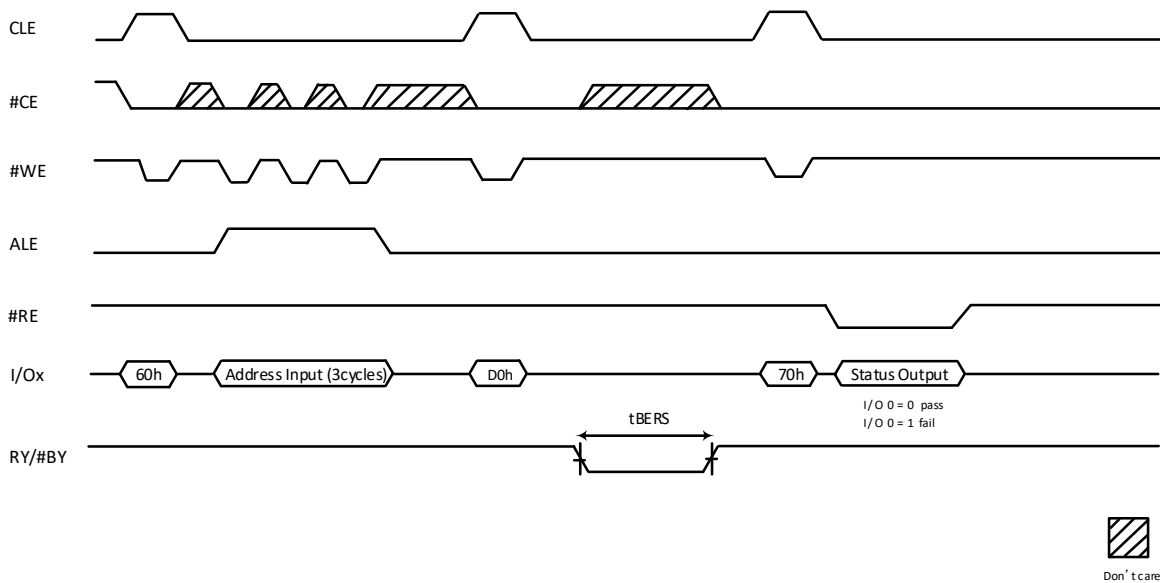 CLE
#CE
#WE
ALE
#RE
I/Ox
60h
Address Input (3cycles)
D0h
70h
Status Output
I/O 0 = 0 pass
I/O 0 = 1 fail
tBERS
RY/#BY
Don't care